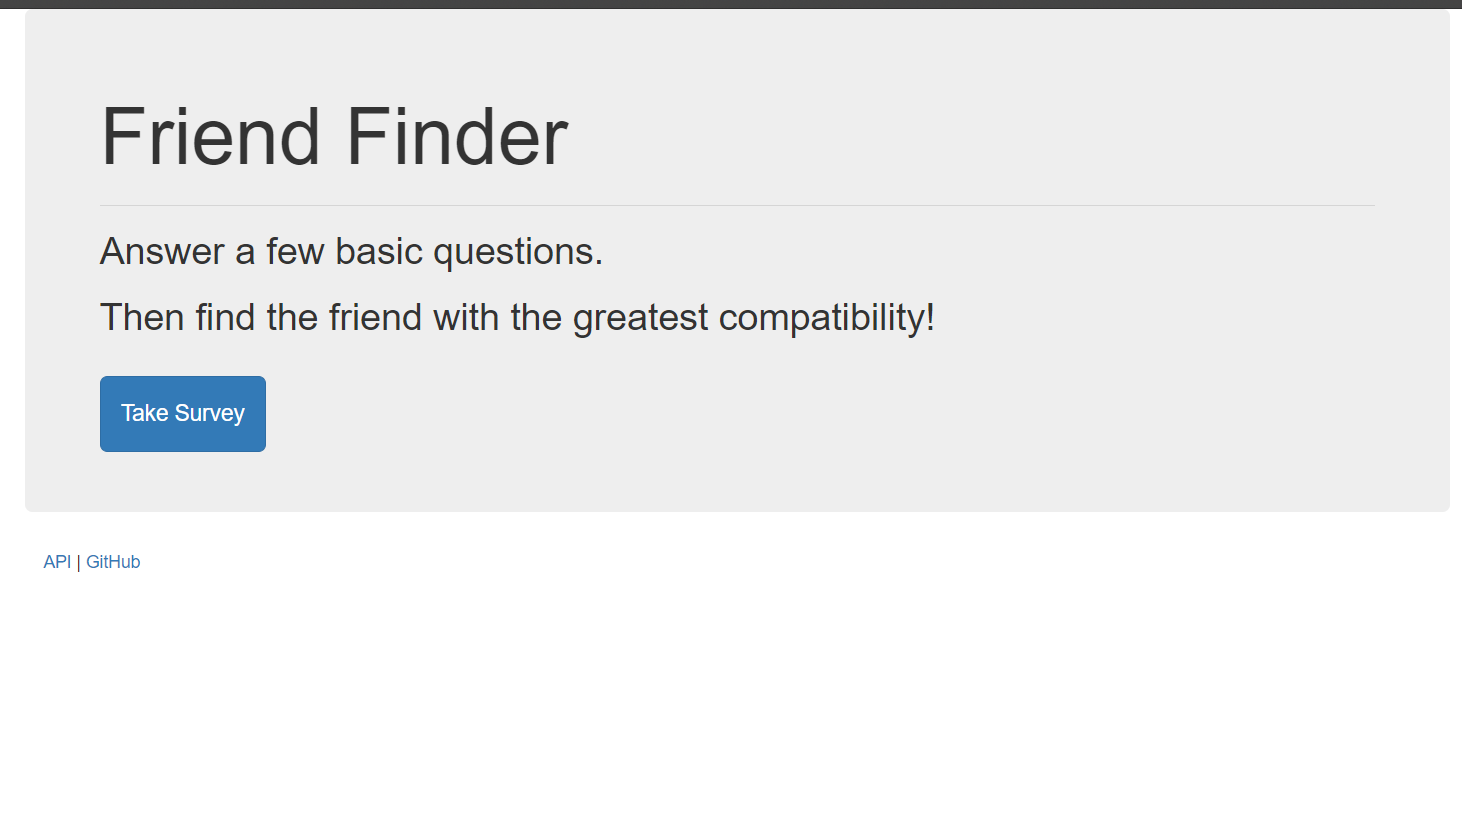 Friend Finder
Answer a few basic questions.
Then find the friend with the greatest compatibility!
Take Survey
API | GitHub